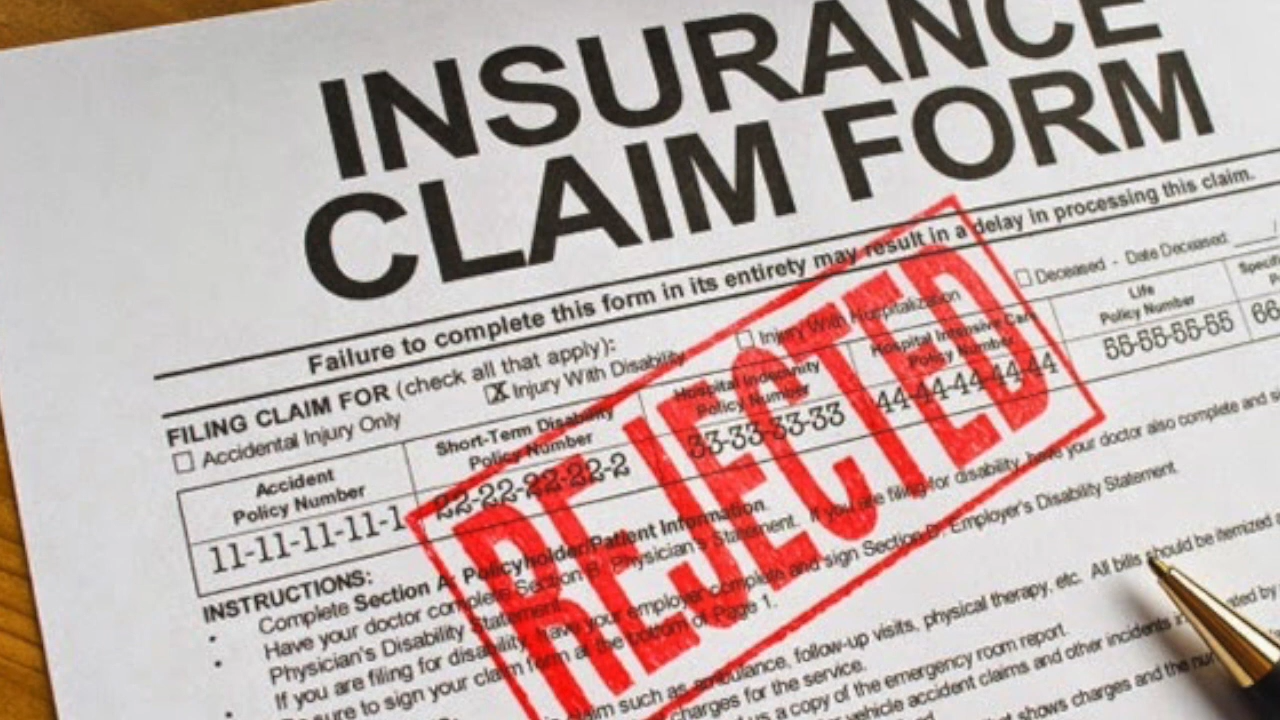 INSURANCE
CLAIM FORM
Failure to complete this form in its entirety may result in a delay in processing this claim.
FILING CLAIM FOR (check all that apply):
Accidental Injury Only
X Injury With Disability
Injury With Hospitalization
Deceased - Date Deceased: ___/
Accident
Policy Number
11-11-11-11-1
Short-Term Disability
Policy Number
22-22-22-22-2
Hospital Indemnity
Policy Number
33-33-33-33
Hospital Intensive Care
Policy Number
44-44-44-44-44
Life
Policy Number
55-55-55-55
66
REJECTED
INSTRUCTIONS:
• Complete Section A: Policyholder/Patient Information.
• Have your doctor complete Section B: Physician's Statement. If you are filing for disability, have your doctor also complete and
Physician's Disability Statement.
If you are filing for disability, have your employer complete and sign Section D: Employer's Disability Statement.
sure to sign your claim form at the bottom of Page 1.
claim such as ambulance, follow-up visits, physical therapy, etc. All bills should be itemized
charges for the service.
a copy of the emergency room report.
vehicle accident claims and other incidents
shows charges and the